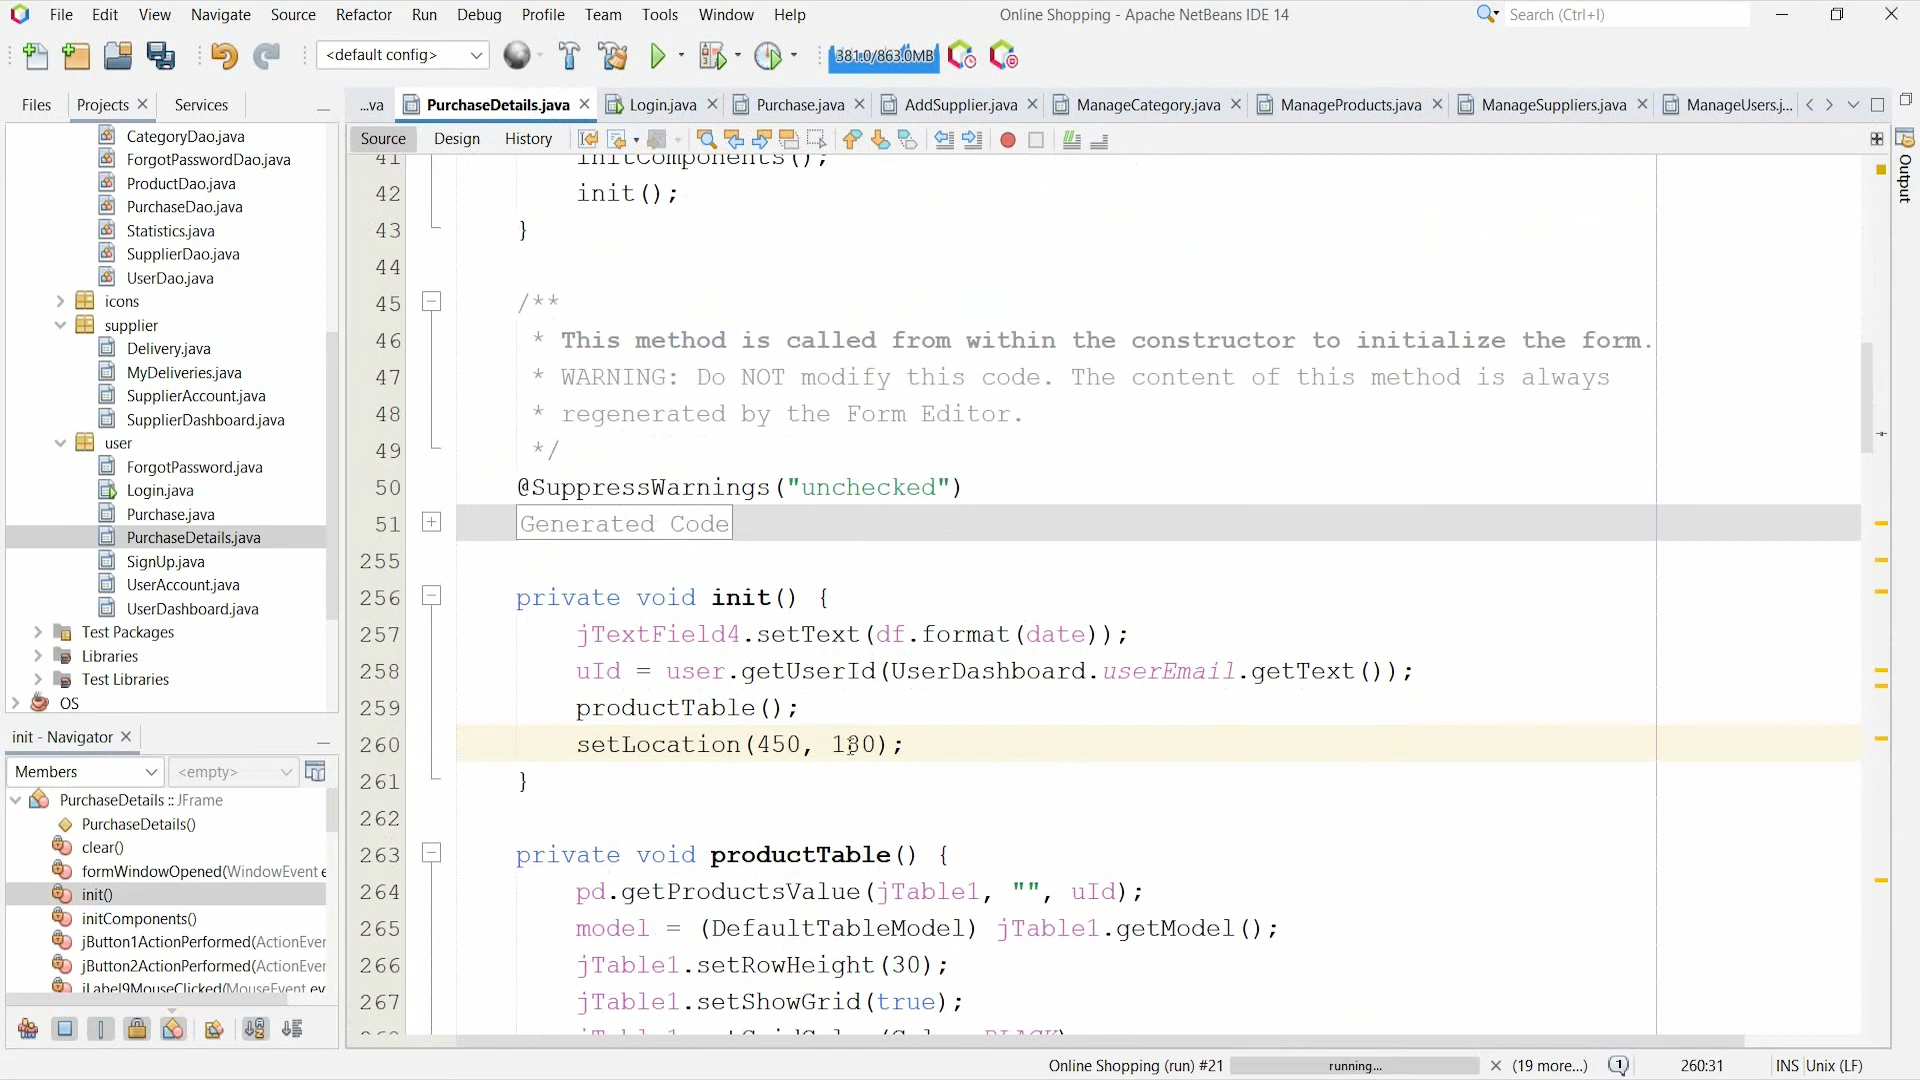 File Edit View Navigate Source Refactor Run Debug Profile Team Tools Window Help
Online Shopping - Apache NetBeans IDE 14
Search (Ctrl+I)
<default config>
381.0/863.0MB
Files Projects Services
...va PurchaseDetails.java Login.java Purchase.java AddSupplier.java ManageCategory.java ManageProducts.java ManageSuppliers.java ManageUsers.j...
Source Design History
Output
CategoryDao.java
ForgotPasswordDao.java
ProductDao.java
PurchaseDao.java
Statistics.java
SupplierDao.java
UserDao.java
icons
supplier
Delivery.java
MyDeliveries.java
SupplierAccount.java
SupplierDashboard.java
user
ForgotPassword.java
Login.java
Purchase.java
PurchaseDetails.java
SignUp.java
UserAccount.java
UserDashboard.java
Test Packages
Libraries
Test Libraries
OS
init - Navigator
Members <empty>
PurchaseDetails :: JFrame
PurchaseDetails()
clear()
formWindowOpened(WindowEvent e
init()
initComponents()
jButton1ActionPerformed(ActionEver
jButton2ActionPerformed(ActionEver
jLabel9MouseClicked(MouseEvent ev
41 initComponents();
42 init();
43 }
44
45 /**
46 * This method is called from within the constructor to initialize the form.
47 * WARNING: Do NOT modify this code. The content of this method is always
48 * regenerated by the Form Editor.
49 */
50 @SuppressWarnings("unchecked")
51 Generated Code
255
256 private void init() {
257 jTextField4.setText(df.format(date));
258 uId = user.getUserId(UserDashboard.userEmail.getText());
259 productTable();
260 setLocation(450, 130);
261 }
262
263 private void productTable() {
264 pd.getProductsValue(jTable1, "", uId);
265 model = (DefaultTableModel) jTable1.getModel();
266 jTable1.setRowHeight(30);
267 jTable1.setShowGrid(true);
Online Shopping (run) #21 running... (19 more...) 1 260:31 INS Unix (LF)